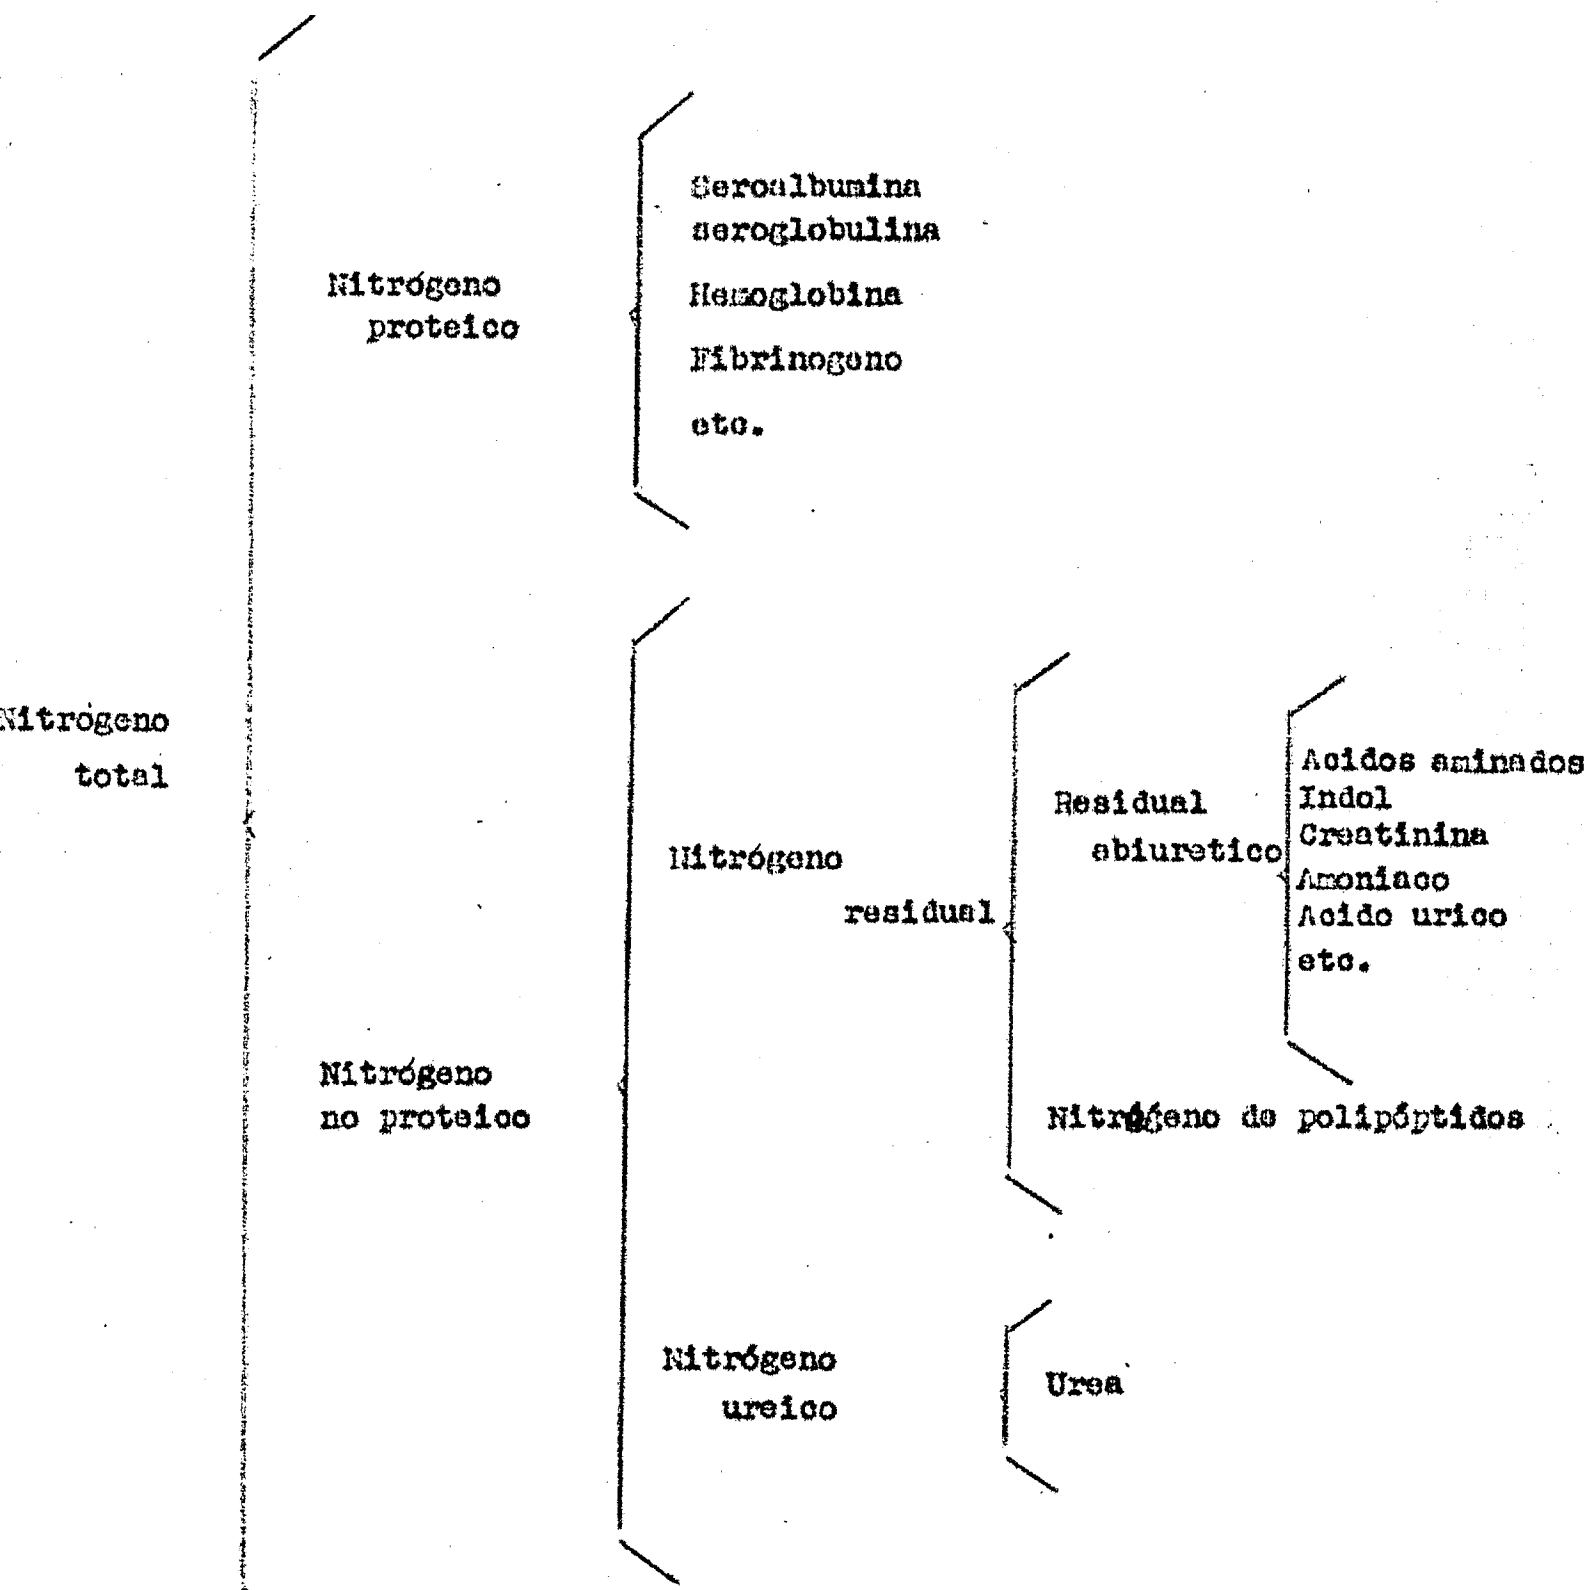 Seroalbumina
seroglobulina
Nitrógeno
Hemoglobina
proteico
Fibrinogeno
etc.
Nitrógeno
total
Acidos aminados
Residual
Indol
Creatinina
abiuretico
Nitrógeno
Amoniaco
residual
Acido urico
etc.
Nitrógeno
no proteico
Nitrógeno de polipéptidos
Nitrógeno
ureico
Urea